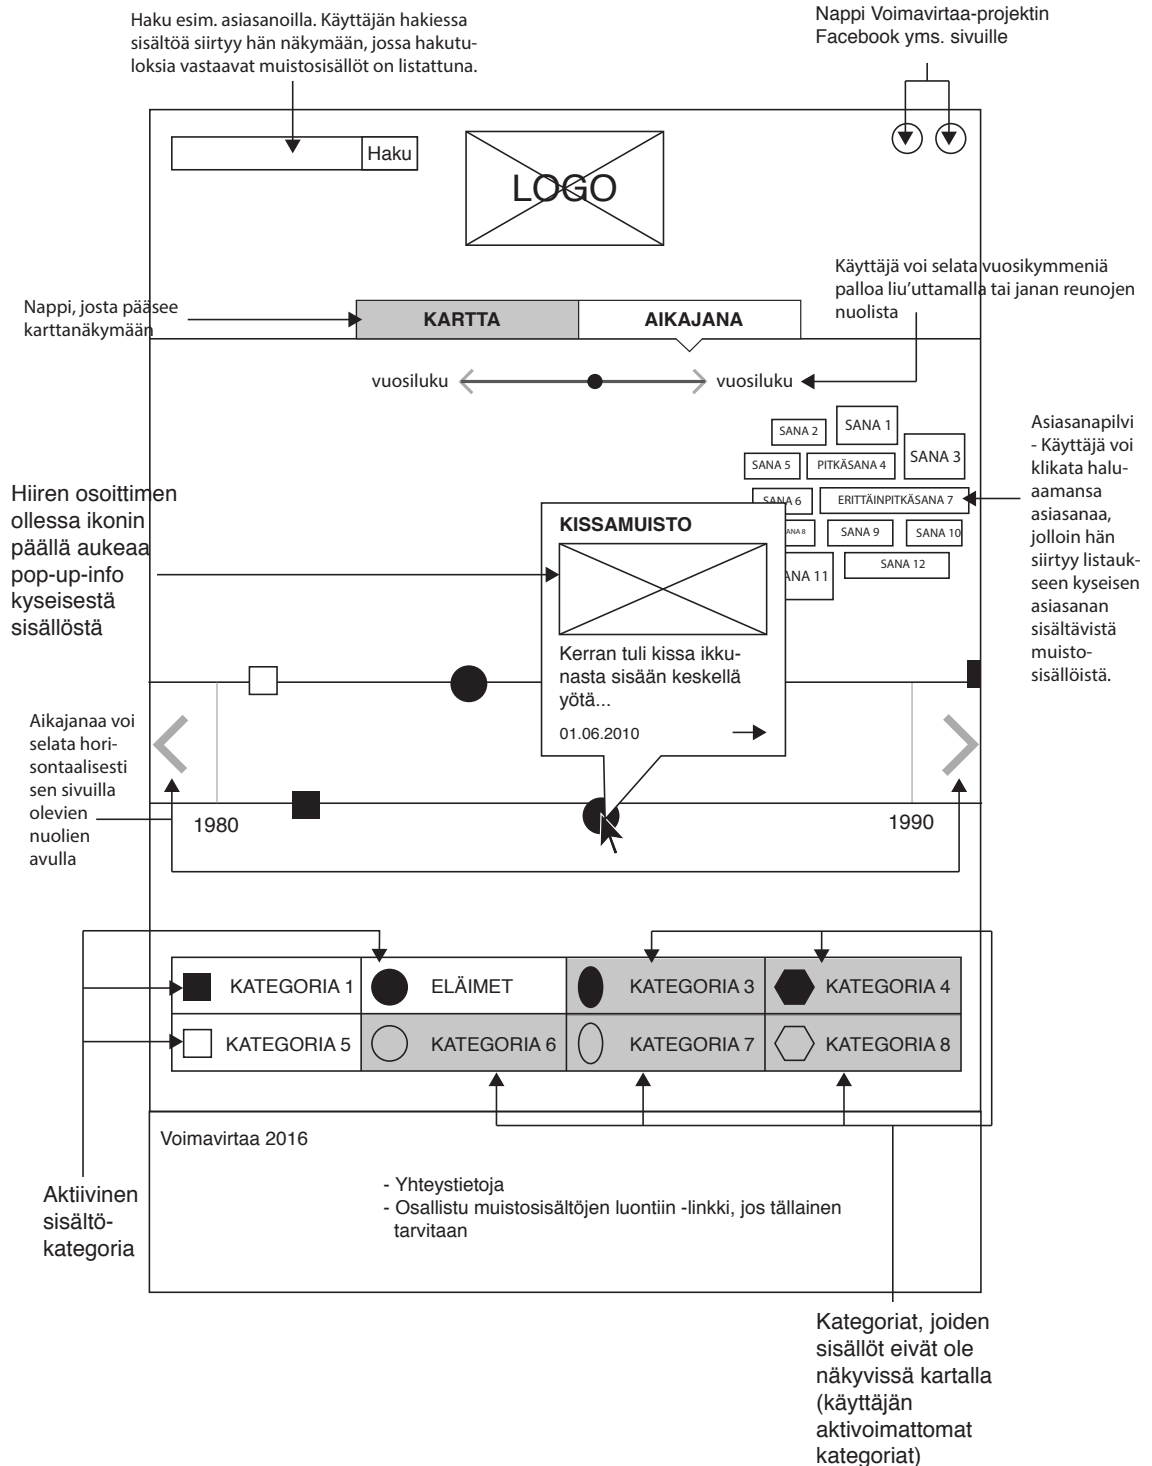 Haku esim. asiasanoilla. Käyttäjän hakiessa
sisältöä siirtyy hän näkymään, jossa hakutu-
loksia vastaavat muistosisällöt on listattuna.
Nappi Voimavirtaa-projektin
Facebook yms. sivuille
Haku
LOGO
Käyttäjä voi selata vuosikymmeniä
palloa liu'uttamalla tai janan reunojen
nuolista
Nappi, josta pääsee
karttanäkymään
KARTTA
AIKAJANA
vuosiluku
vuosiluku
SANA 1
SANA 2
SANA 3
SANA 5
PITKÄSANA 4
SANA 6
ERITTÄINPITKÄSANA 7
ANA 8
SANA 9
SANA 10
ANA 11
SANA 12
Asiasanapilvi
- Käyttäjä voi
klikata halu-
aamansa
asiasanaa,
jolloin hän
siirtyy listauk-
seen kyseisen
asiasanan
sisältävistä
muisto-
sisällöistä.
Hiiren osoittimen
ollessa ikonin
päällä aukeaa
pop-up-info
kyseisestä
sisällöstä
KISSAMUISTO
Kerran tuli kissa ikku-
nasta sisään keskellä
yötä...
01.06.2010
Aikajanaa voi
selata hori-
sontaalisesti
sen sivuilla
olevien
nuolien
avulla
1980
1990
KATEGORIA 1
ELÄIMET
KATEGORIA 3
KATEGORIA 4
KATEGORIA 5
KATEGORIA 6
KATEGORIA 7
KATEGORIA 8
Voimavirtaa 2016
- Yhteystietoja
- Osallistu muistosisältöjen luontiin -linkki, jos tällainen
tarvitaan
Aktiivinen
sisältö-
kategoria
Kategoriat, joiden
sisällöt eivät ole
näkyvissä kartalla
(käyttäjän
aktivoimattomat
kategoriat)